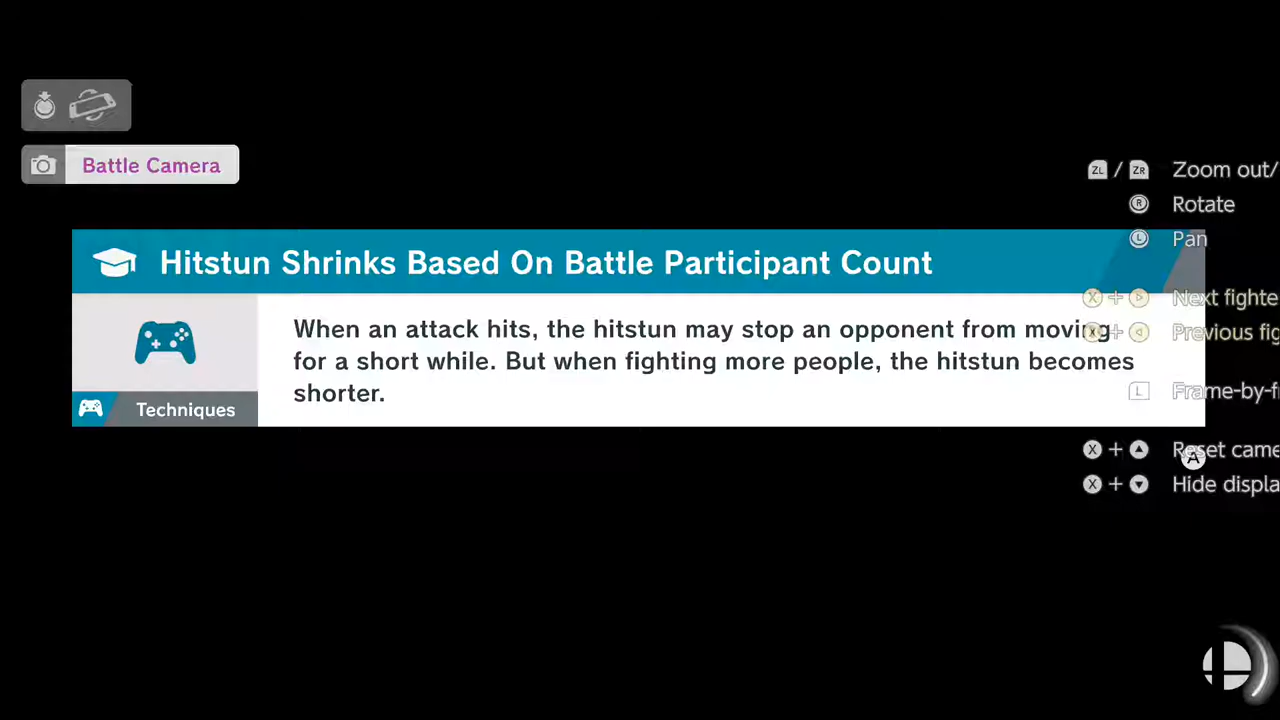 Battle Camera
ZL / ZR Zoom out/
R Rotate
L Pan
Hitstun Shrinks Based On Battle Participant Count
When an attack hits, the hitstun may stop an opponent from moving
for a short while. But when fighting more people, the hitstun becomes
shorter.
Techniques
X + Next fighte
X + Previous fig
L Frame-by-f
X + Reset came
A
X + Hide displa